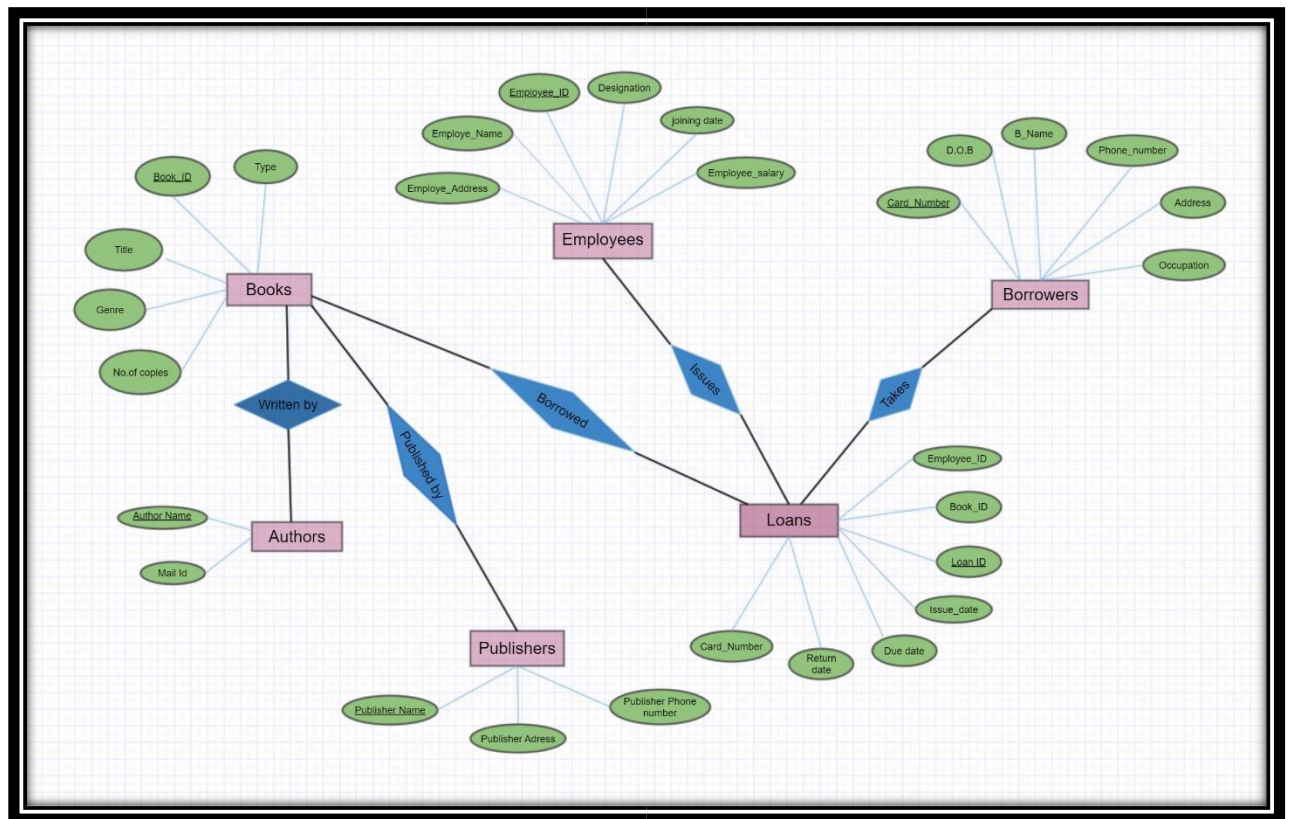 Employee_ID
Designation
Employe_Name
joining date
Employe_Address
Employee_salary
Book_ID
Type
Title
Genre
No.of copies
Books
Employees
D.O.B
B_Name
Phone_number
Card_Number
Address
Occupation
Borrowers
Written by
Published by
Borrowed
Issues
Takes
Author Name
Mail Id
Authors
Publishers
Publisher Name
Publisher Adress
Publisher Phone
number
Loans
Employee_ID
Book_ID
Loan ID
Issue_date
Due date
Return
date
Card_Number